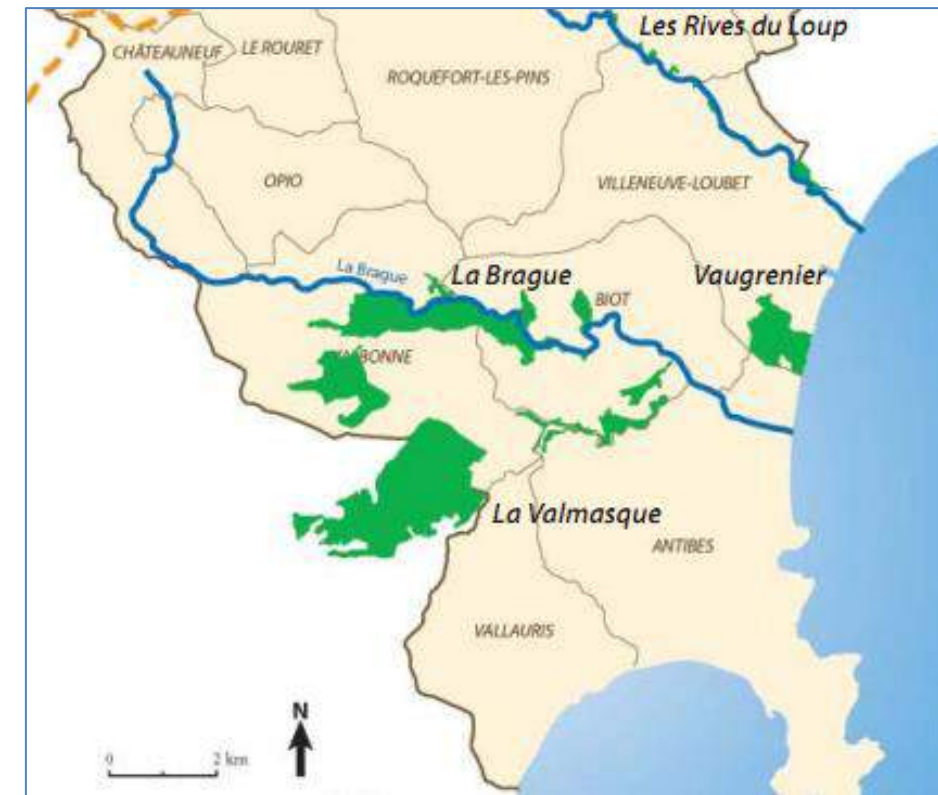 Les Rives du Loup
CHÂTEAUNEUF
LE ROURET
ROQUEFORT-LES-PINS
OPIO
VILLENEUVE-LOUBET
La Brague
La Brague
Vaugrenier
BIOT
La Valmasque
ANTIBES
VALLAURIS
N
0
2 km